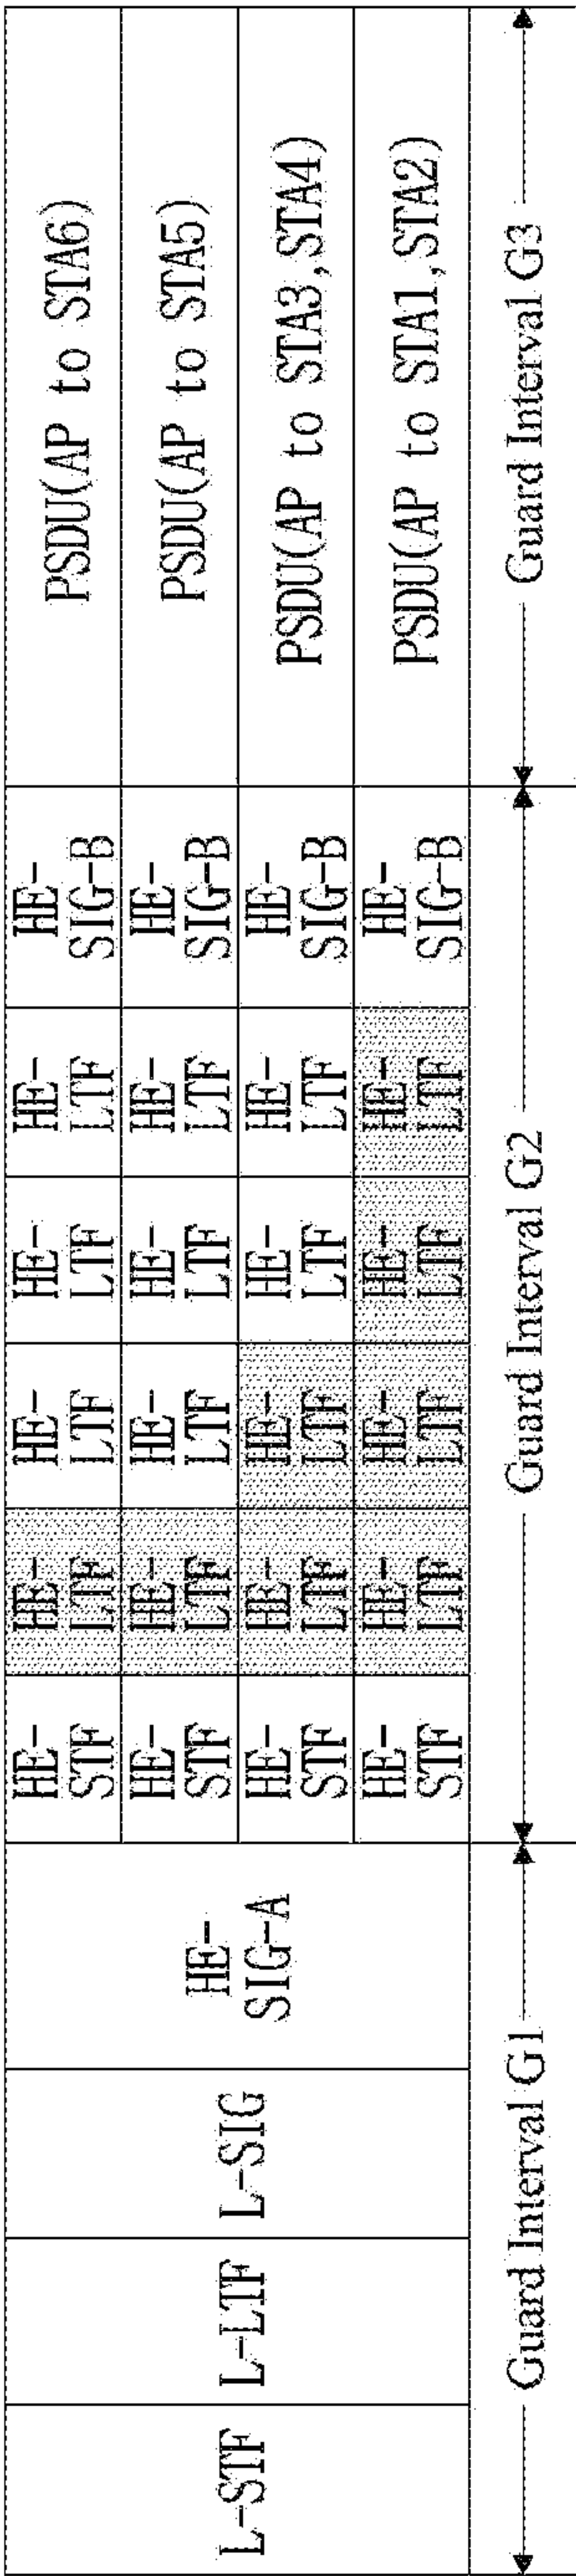 L-STF
L-LTF
L-SIG
HE-
SIG-A
HE-
STF
HE-
LTF
HE-
LTF
HE-
LTF
HE-
LTF
HE-
SIG-B
PSDU(AP to STA6)
HE-
STF
HE-
LTF
HE-
LTF
HE-
LTF
HE-
LTF
HE-
SIG-B
PSDU(AP to STA5)
HE-
STF
HE-
LTF
HE-
LTF
HE-
LTF
HE-
LTF
HE-
SIG-B
PSDU(AP to STA3,STA4)
HE-
STF
HE-
LTF
HE-
LTF
HE-
LTF
HE-
LTF
HE-
SIG-B
PSDU(AP to STA1,STA2)
Guard Interval G1
Guard Interval G2
Guard Interval G3